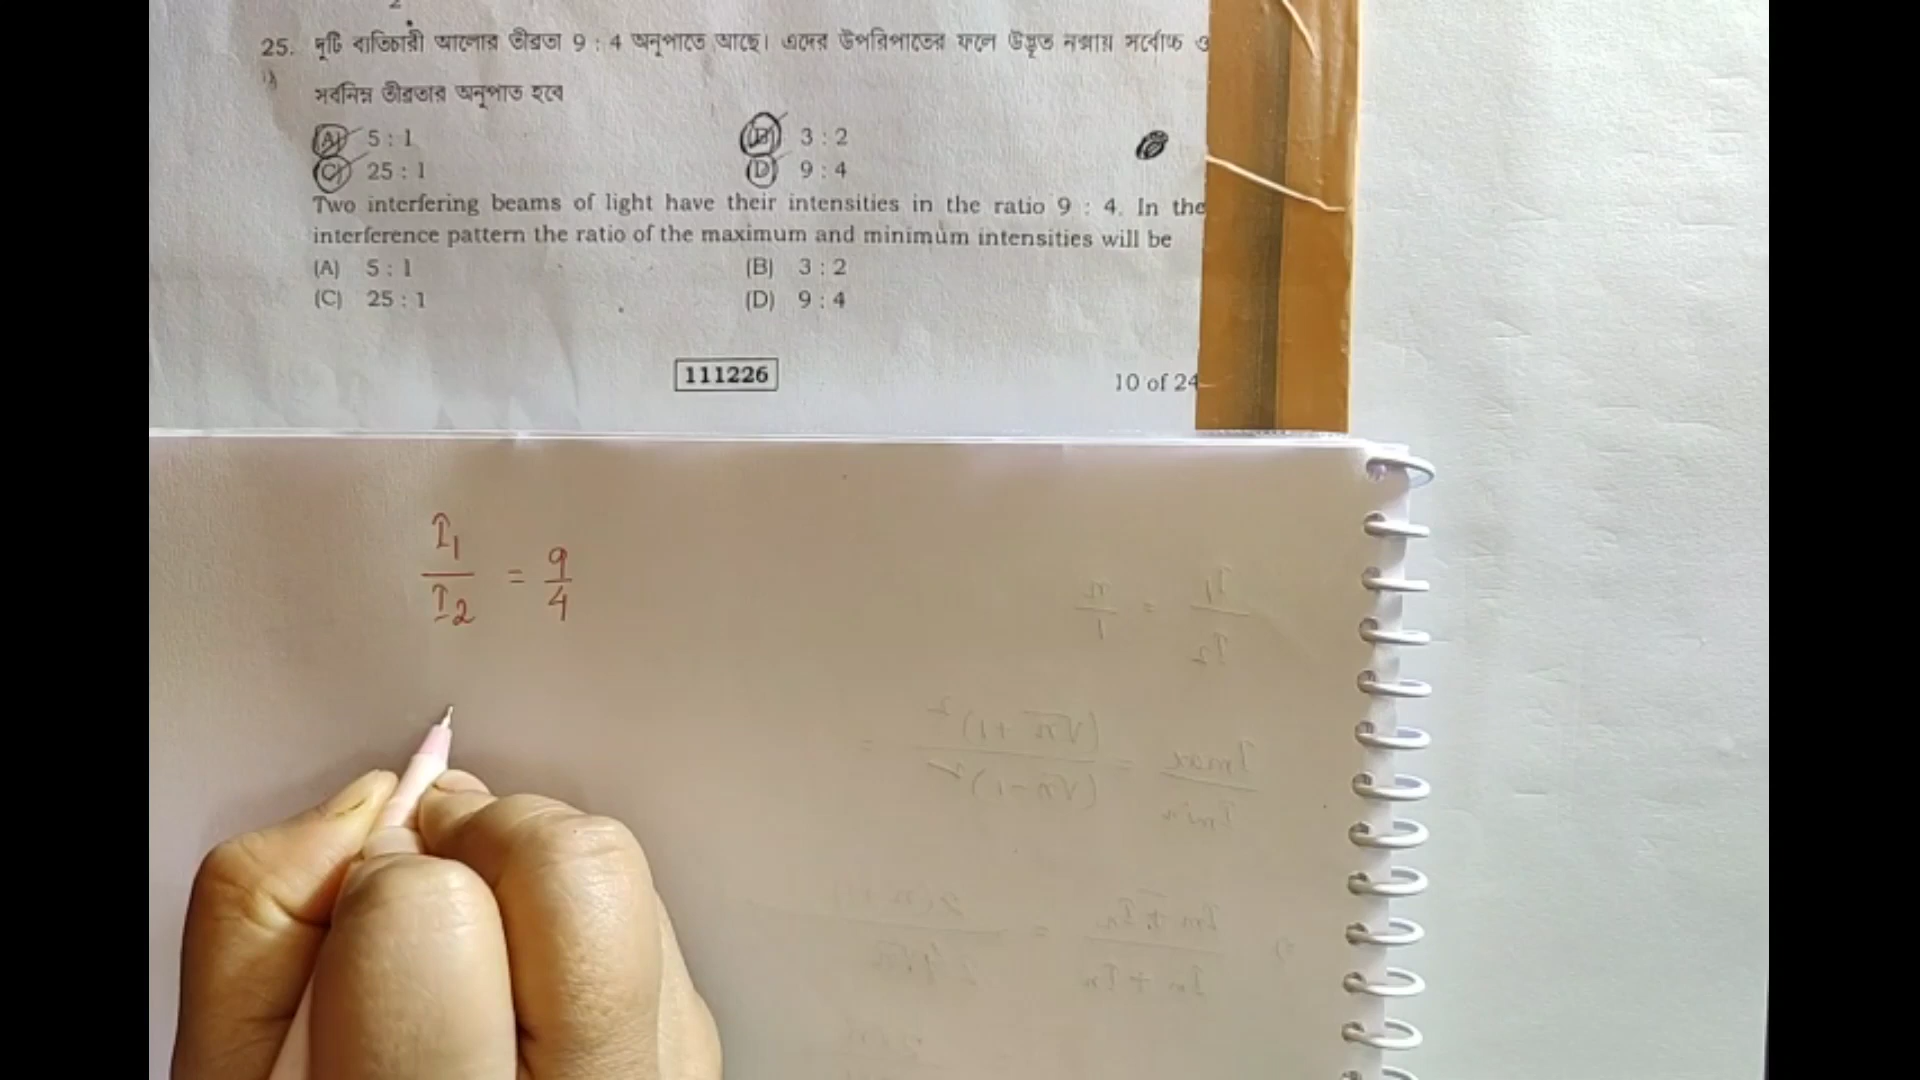 25. দুটি ব্যতিচারী আলোর তীব্রতা 9 : 4 অনুপাতে আছে। এদের উপরিপাতের ফলে উদ্ভূত নক্সায় সর্বোচ্চ ও
সর্বনিম্ন তীব্রতার অনুপাত হবে
(A) 5 : 1 (B) 3 : 2
(C) 25 : 1 (D) 9 : 4
Two interfering beams of light have their intensities in the ratio 9 : 4. In the
interference pattern the ratio of the maximum and minimum intensities will be
(A) 5 : 1 (B) 3 : 2
(C) 25 : 1 (D) 9 : 4
111226
10 of 24
I₁/I₂ = 9/4